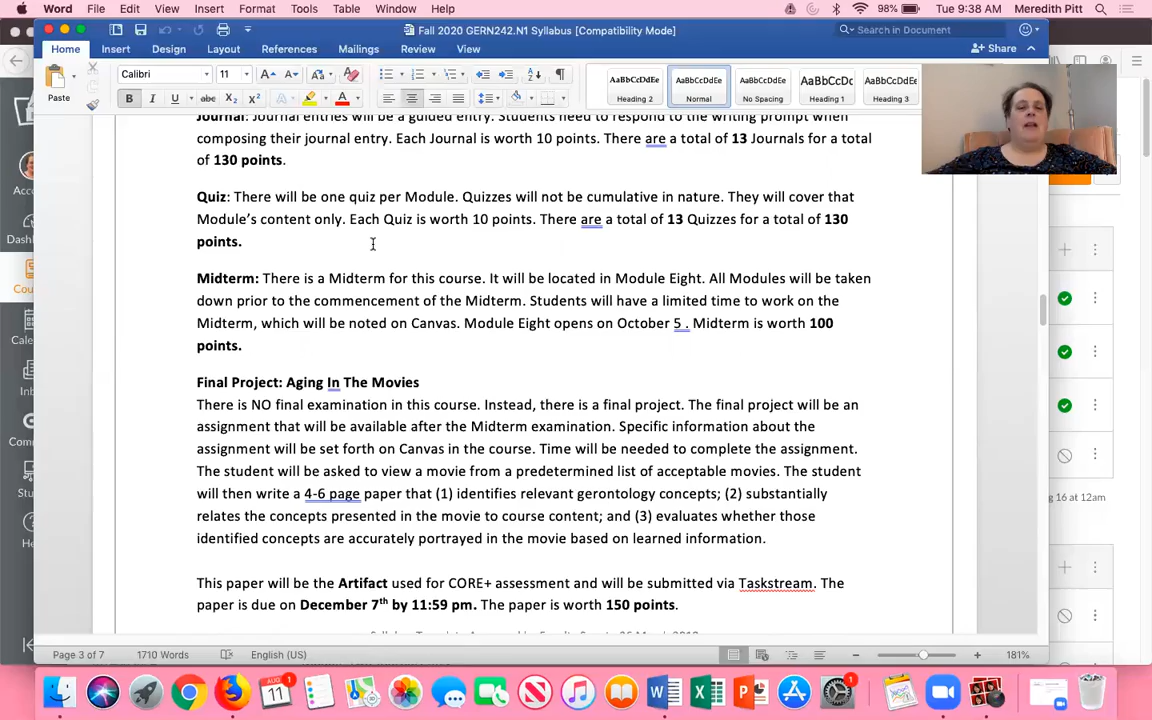 Word File Edit View Insert Format Tools Table Window Help 98% Tue 9:38 AM Meredith Pitt
Fall 2020 GERN242.N1 Syllabus [Compatibility Mode]
Search in Document
Home Insert Design Layout References Mailings Review View Share
Paste
Calibri 11
AaBbCcDdEe AaBbCcDdEe AaBbCcDdEe AaBbCcDc AaBbCcDdEe
Heading 2 Normal No Spacing Heading 1 Heading 3
Journal: Journal entries will be a guided entry. Students need to respond to the writing prompt when
composing their journal entry. Each Journal is worth 10 points. There are a total of 13 Journals for a total
of 130 points.
Quiz: There will be one quiz per Module. Quizzes will not be cumulative in nature. They will cover that
Module's content only. Each Quiz is worth 10 points. There are a total of 13 Quizzes for a total of 130
points.
Midterm: There is a Midterm for this course. It will be located in Module Eight. All Modules will be taken
down prior to the commencement of the Midterm. Students will have a limited time to work on the
Midterm, which will be noted on Canvas. Module Eight opens on October 5 . Midterm is worth 100
points.
Final Project: Aging In The Movies
There is NO final examination in this course. Instead, there is a final project. The final project will be an
assignment that will be available after the Midterm examination. Specific information about the
assignment will be set forth on Canvas in the course. Time will be needed to complete the assignment.
The student will be asked to view a movie from a predetermined list of acceptable movies. The student
will then write a 4-6 page paper that (1) identifies relevant gerontology concepts; (2) substantially
relates the concepts presented in the movie to course content; and (3) evaluates whether those
identified concepts are accurately portrayed in the movie based on learned information.
This paper will be the Artifact used for CORE+ assessment and will be submitted via Taskstream. The
paper is due on December 7th by 11:59 pm. The paper is worth 150 points.
Acc
Dash
Cou
Cale
Inb
Com
Stu
He
g 16 at 12am
Page 3 of 7 1710 Words English (US) 181%
AUG
11